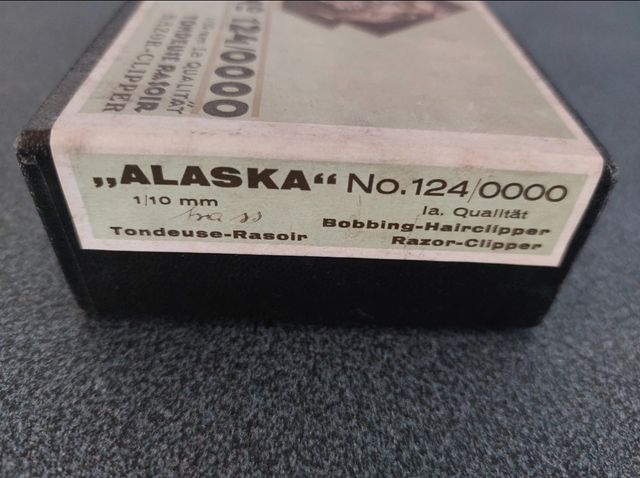 № 124/0000
Ia. QUALITÄT
TONDEUSE RASOIR
RAZOR-CLIPPER
„ALASKA“ No. 124/0000
1/10 mm
Ia. Qualität
Bobbing-Hairclipper
Tondeuse-Rasoir
Razor-Clipper